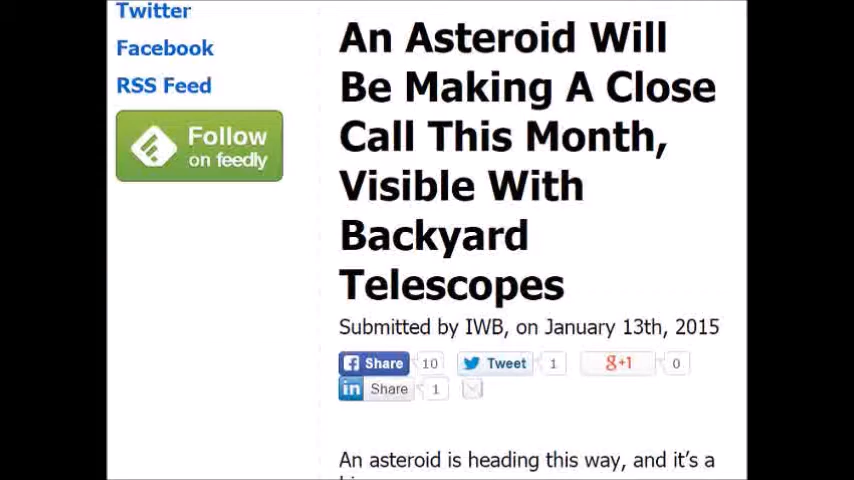 Twitter
Facebook
RSS Feed
Follow
on feedly
An Asteroid Will
Be Making A Close
Call This Month,
Visible With
Backyard
Telescopes
Submitted by IWB, on January 13th, 2015
Share 10 Tweet 1 g+1 0
in Share 1
An asteroid is heading this way, and it's a